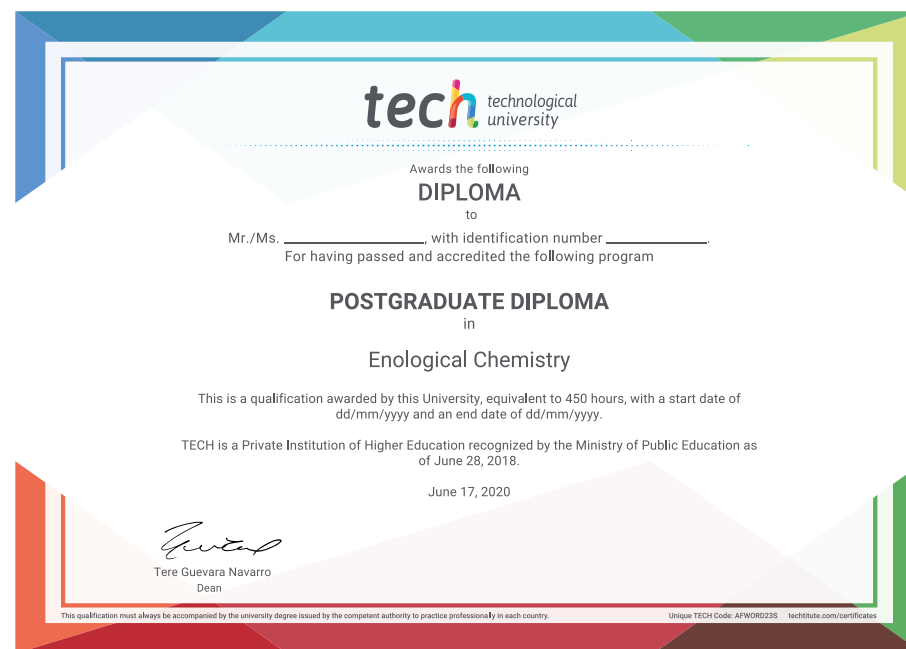 tech technological
university
Awards the following
DIPLOMA
to
Mr./Ms. ____________, with identification number ____________.
For having passed and accredited the following program
POSTGRADUATE DIPLOMA
in
Enological Chemistry
This is a qualification awarded by this University, equivalent to 450 hours, with a start date of
dd/mm/yyyy and an end date of dd/mm/yyyy.
TECH is a Private Institution of Higher Education recognized by the Ministry of Public Education as
of June 28, 2018.
June 17, 2020
Tere Guevara Navarro
Dean
This qualification must always be accompanied by the university degree issued by the competent authority to practice professionally in each country.
Unique TECH Code: AFWORD23S techtitute.com/certificates